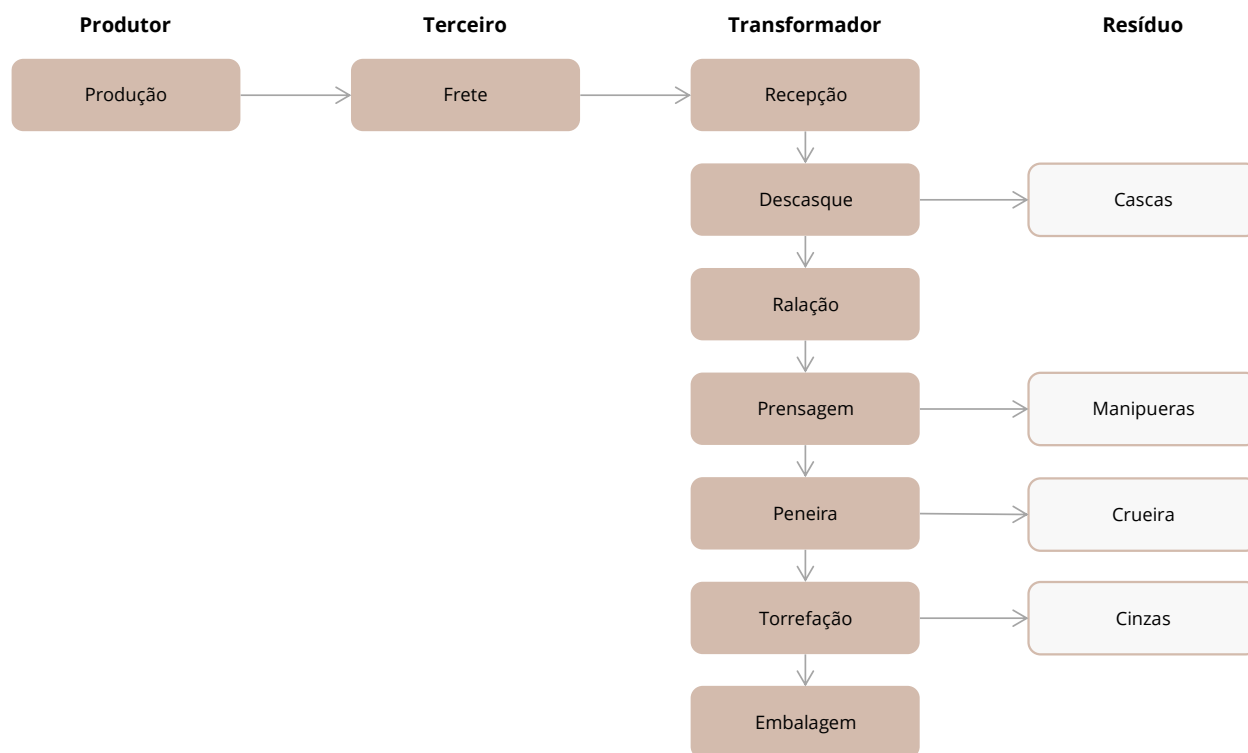 Produtor
Terceiro
Transformador
Resíduo
Produção
Frete
Recepção
Descasque
Cascas
Ralação
Prensagem
Manipueras
Peneira
Crueira
Torrefação
Cinzas
Embalagem